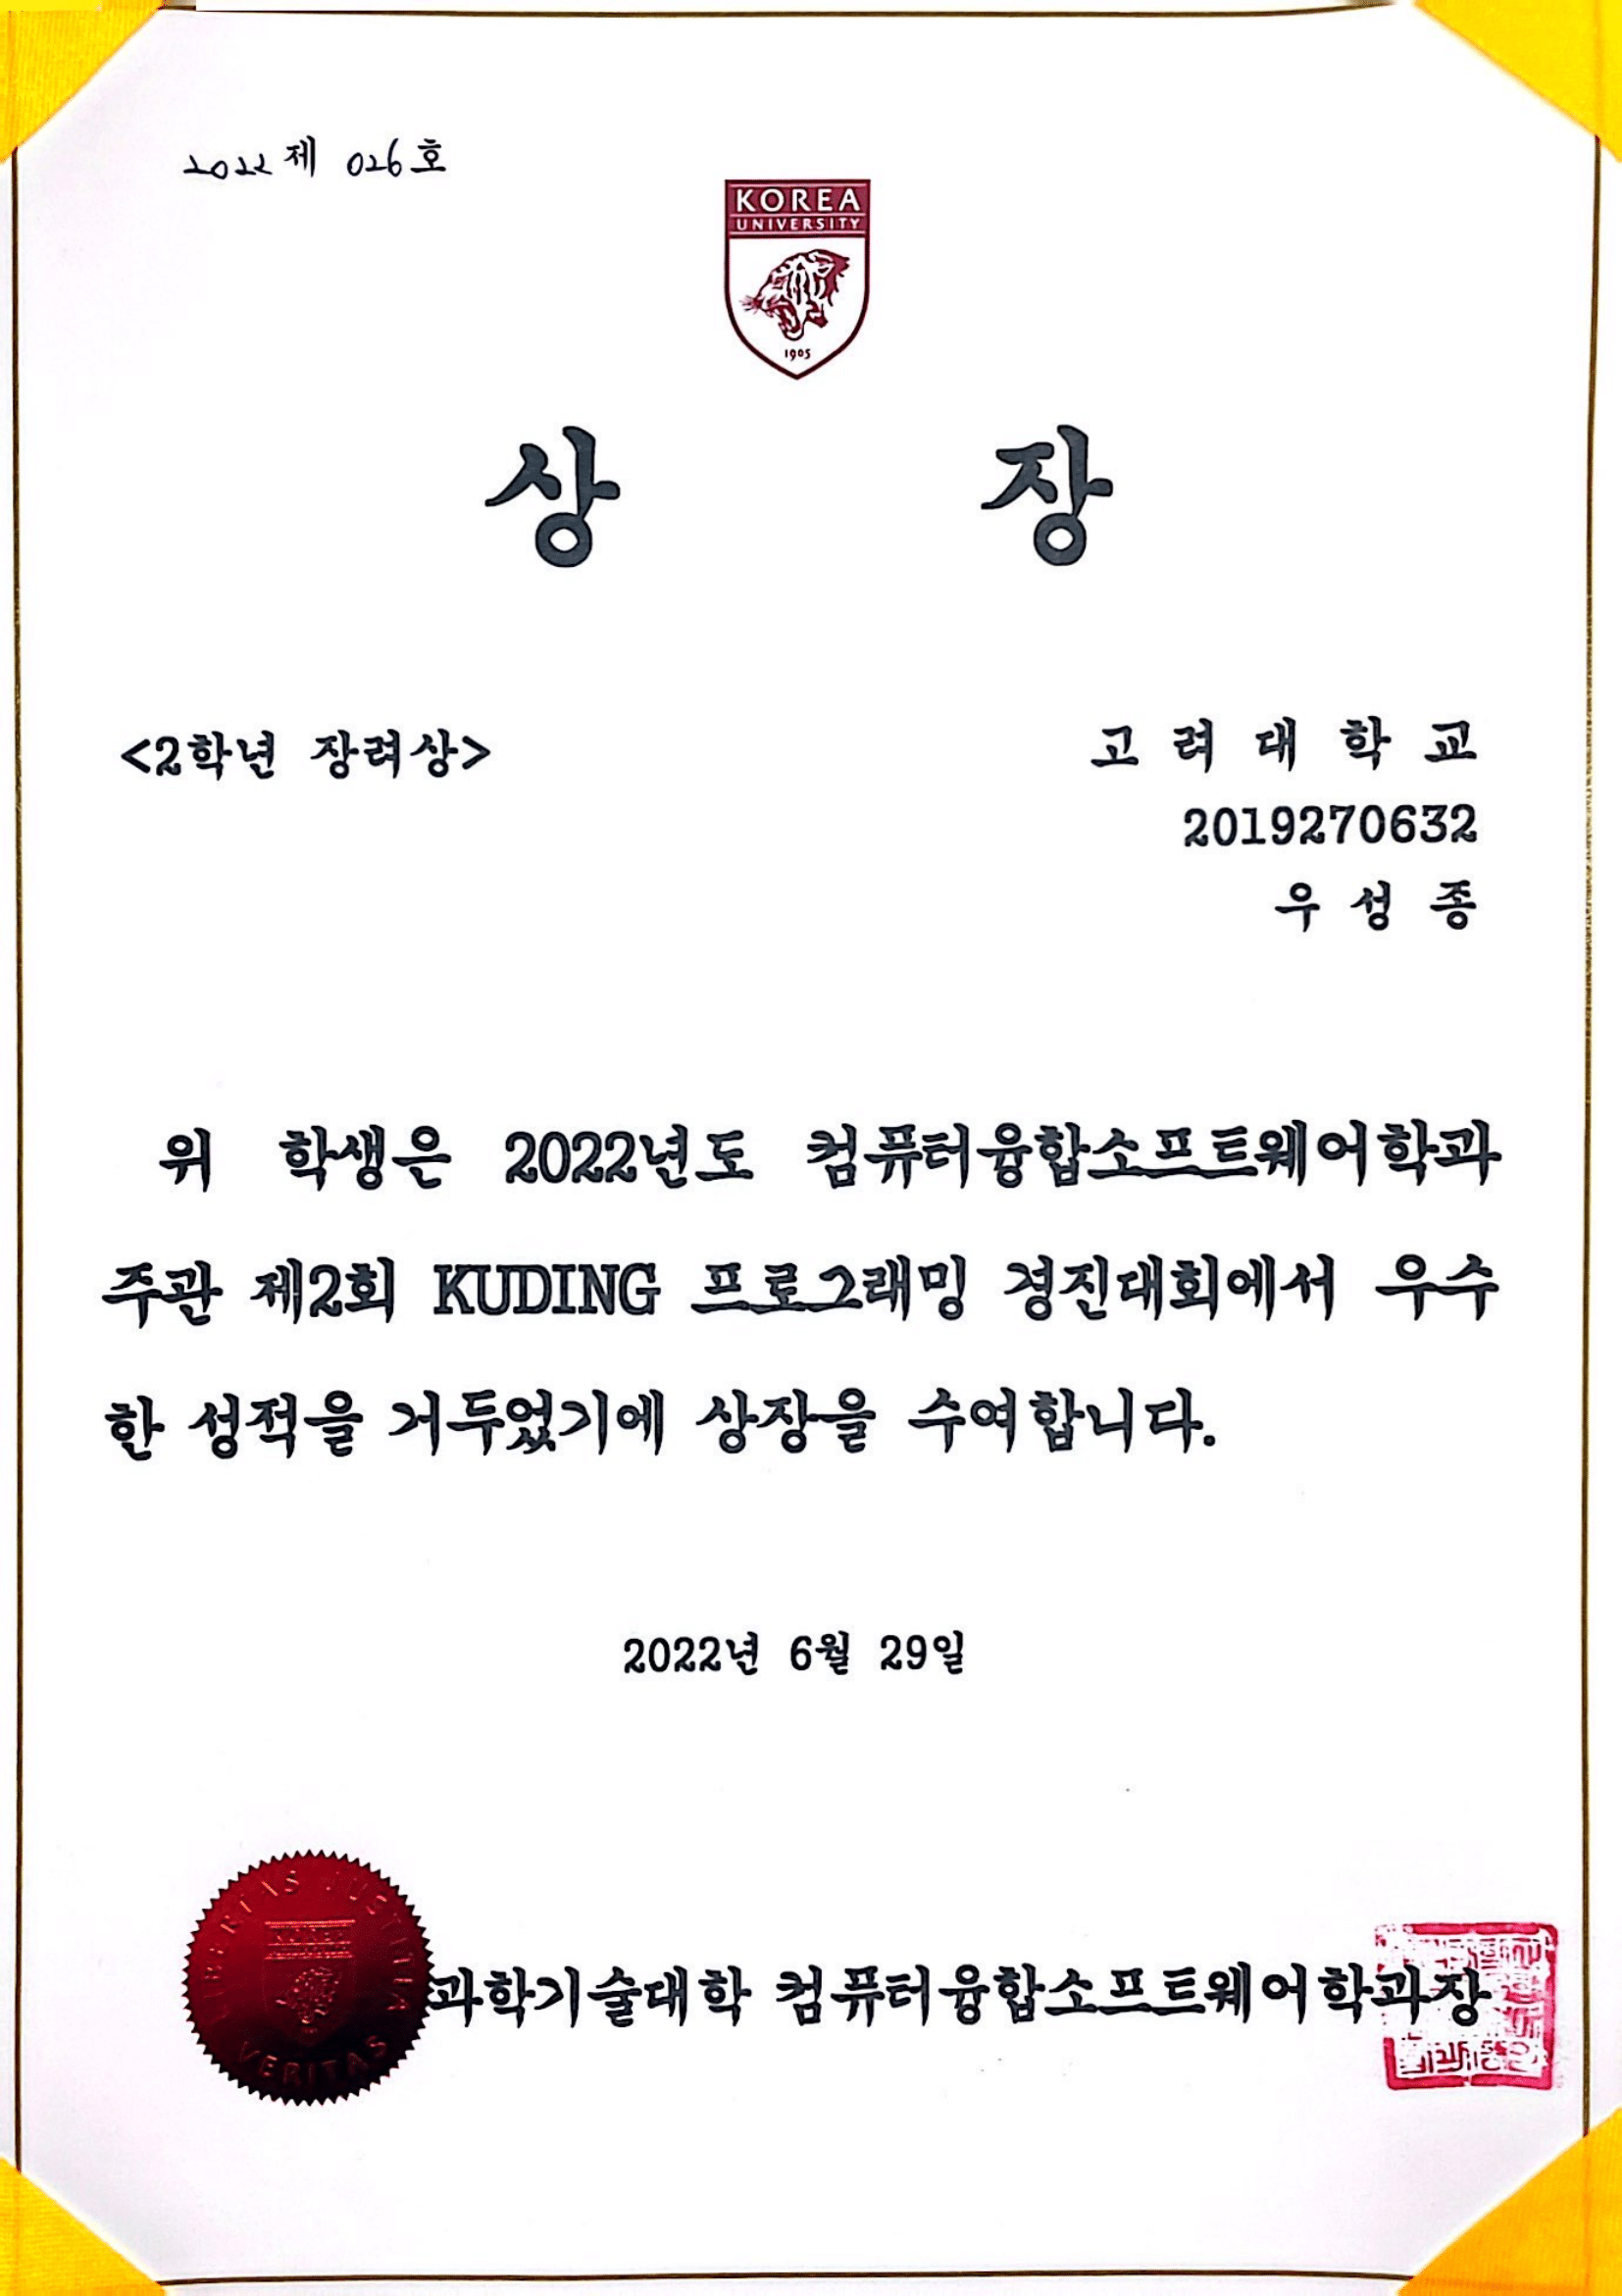 2022 제 026호
KOREA
UNIVERSITY
1905
상 장
<2학년 장려상>
고 려 대 학 교
2019270632
우 성 종
위 학생은 2022년도 컴퓨터융합소프트웨어학과
주관 제2회 KUDING 프로그래밍 경진대회에서 우수
한 성적을 거두었기에 상장을 수여합니다.
2022년 6월 29일
LIBERTAS JUSTITIA
KOREA
VERITAS
과학기술대학 컴퓨터융합소프트웨어학과장